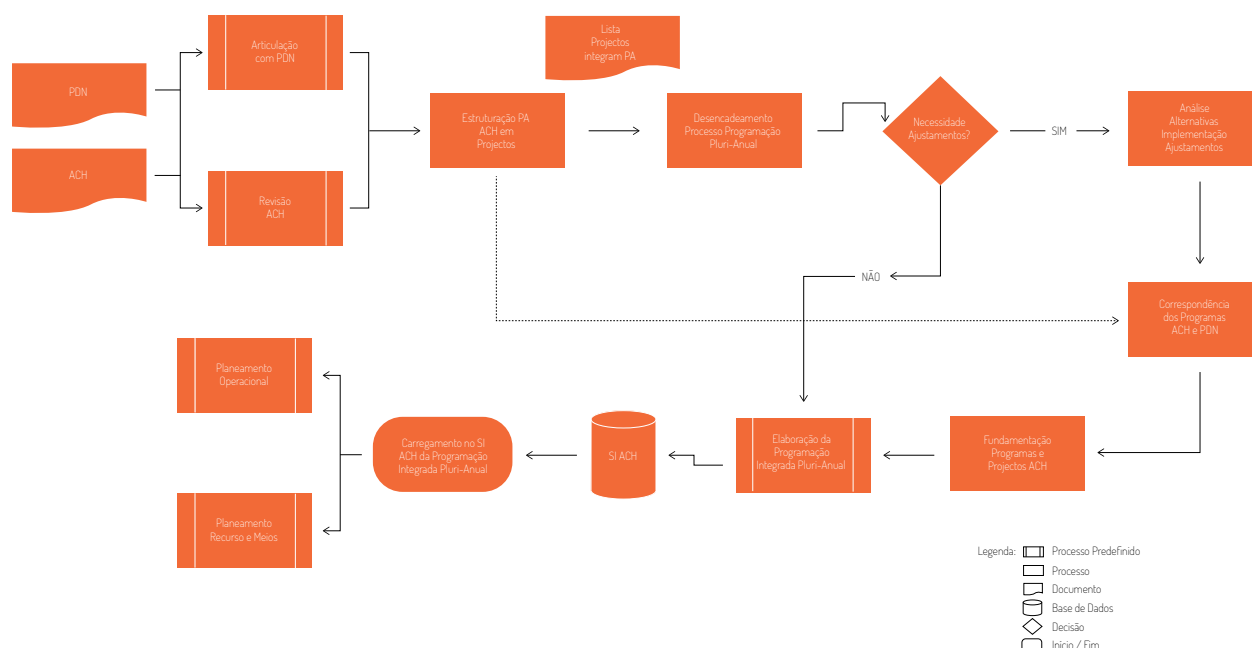 PDN
ACH
Articulação
com PDN
Revisão
ACH
Estruturação PA
ACH em
Projectos
Lista
Projectos
integram PA
Desencadeamento
Processo Programação
Pluri-Anual
Necessidade
Ajustamentos?
SIM
NÃO
Análise
Alternativas
Implementação
Ajustamentos
Correspondência
dos Programas
ACH e PDN
Fundamentação
Programas e
Projectos ACH
Elaboração da
Programação
Integrada Pluri-Anual
SI ACH
Carregamento no SI
ACH da Programação
Integrada Pluri-Anual
Planeamento
Operacional
Planeamento
Recurso e Meios
Legenda:
Processo Predefinido
Processo
Documento
Base de Dados
Decisão
Início / Fim